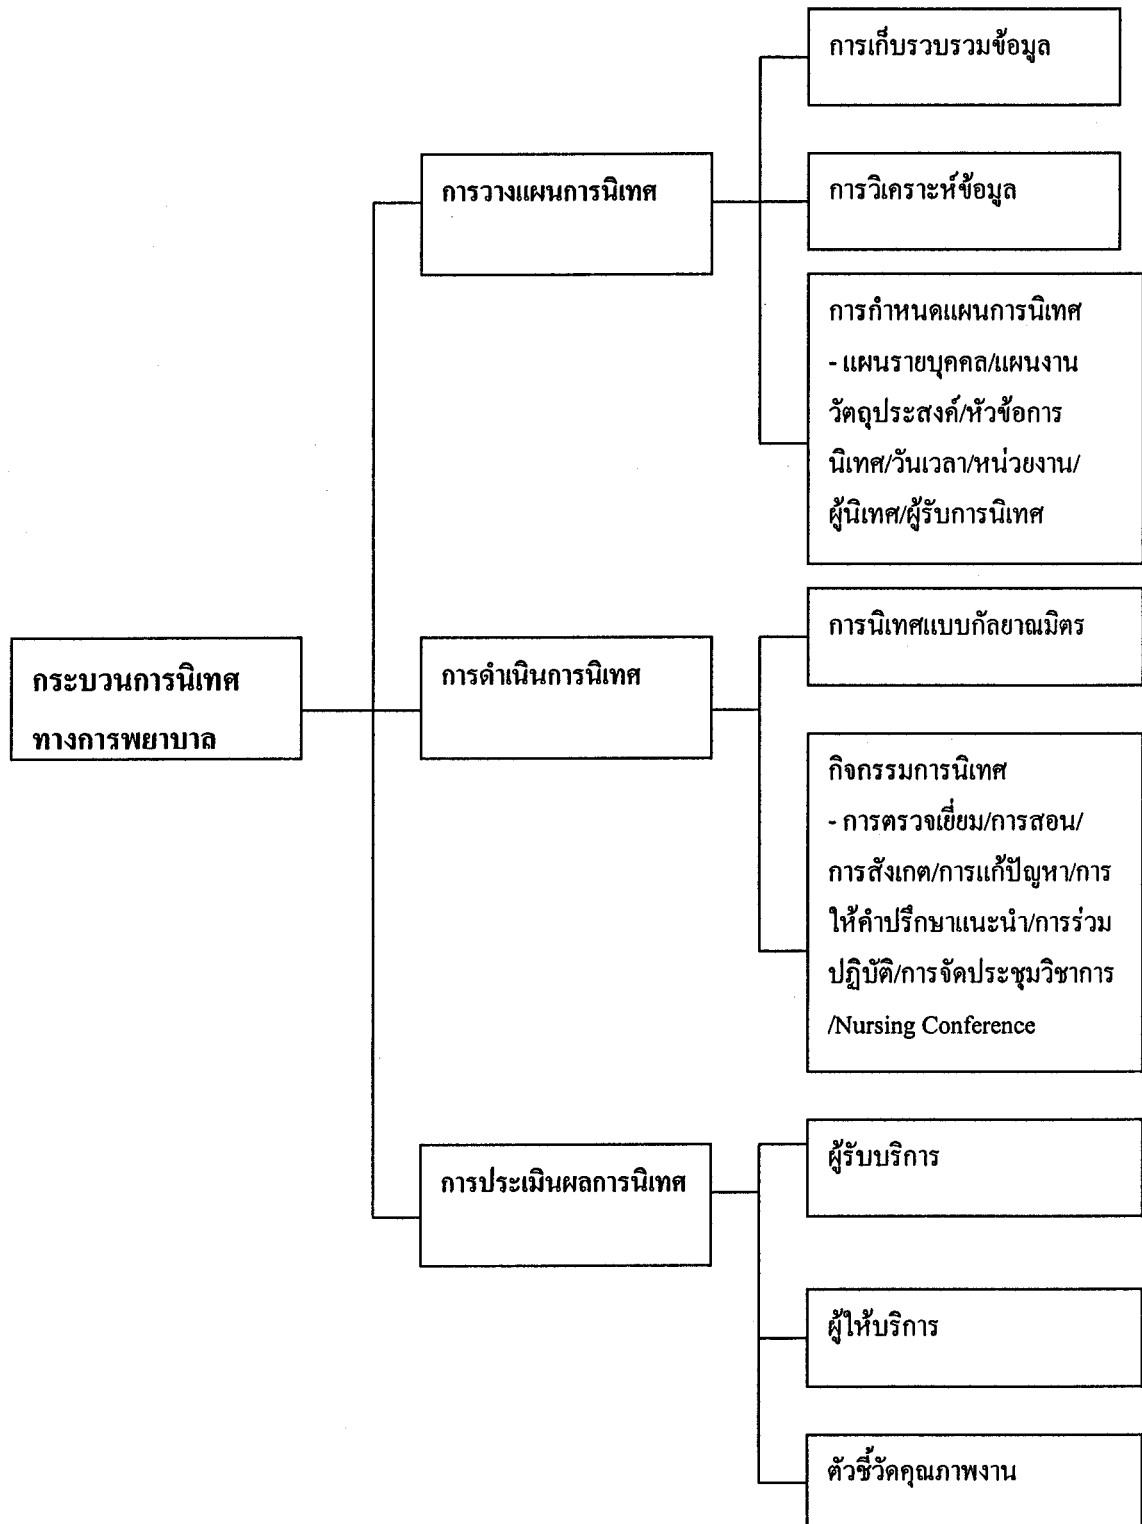 การเก็บรวบรวมข้อมูล
การวางแผนการนิเทศ
การวิเคราะห์ข้อมูล
การกำหนดแผนการนิเทศ
- แผนรายบุคคล/แผนงาน
วัตถุประสงค์/หัวข้อการ
นิเทศ/วันเวลา/หน่วยงาน/
ผู้นิเทศ/ผู้รับการนิเทศ
กระบวนการนิเทศ
ทางการพยาบาล
การดำเนินการนิเทศ
การนิเทศแบบกัลยาณมิตร
กิจกรรมการนิเทศ
- การตรวจเยี่ยม/การสอน/
การสังเกต/การแก้ปัญหา/การ
ให้คำปรึกษาแนะนำ/การร่วม
ปฏิบัติ/การจัดประชุมวิชาการ
/Nursing Conference
การประเมินผลการนิเทศ
ผู้รับบริการ
ผู้ให้บริการ
ตัวชี้วัดคุณภาพงาน